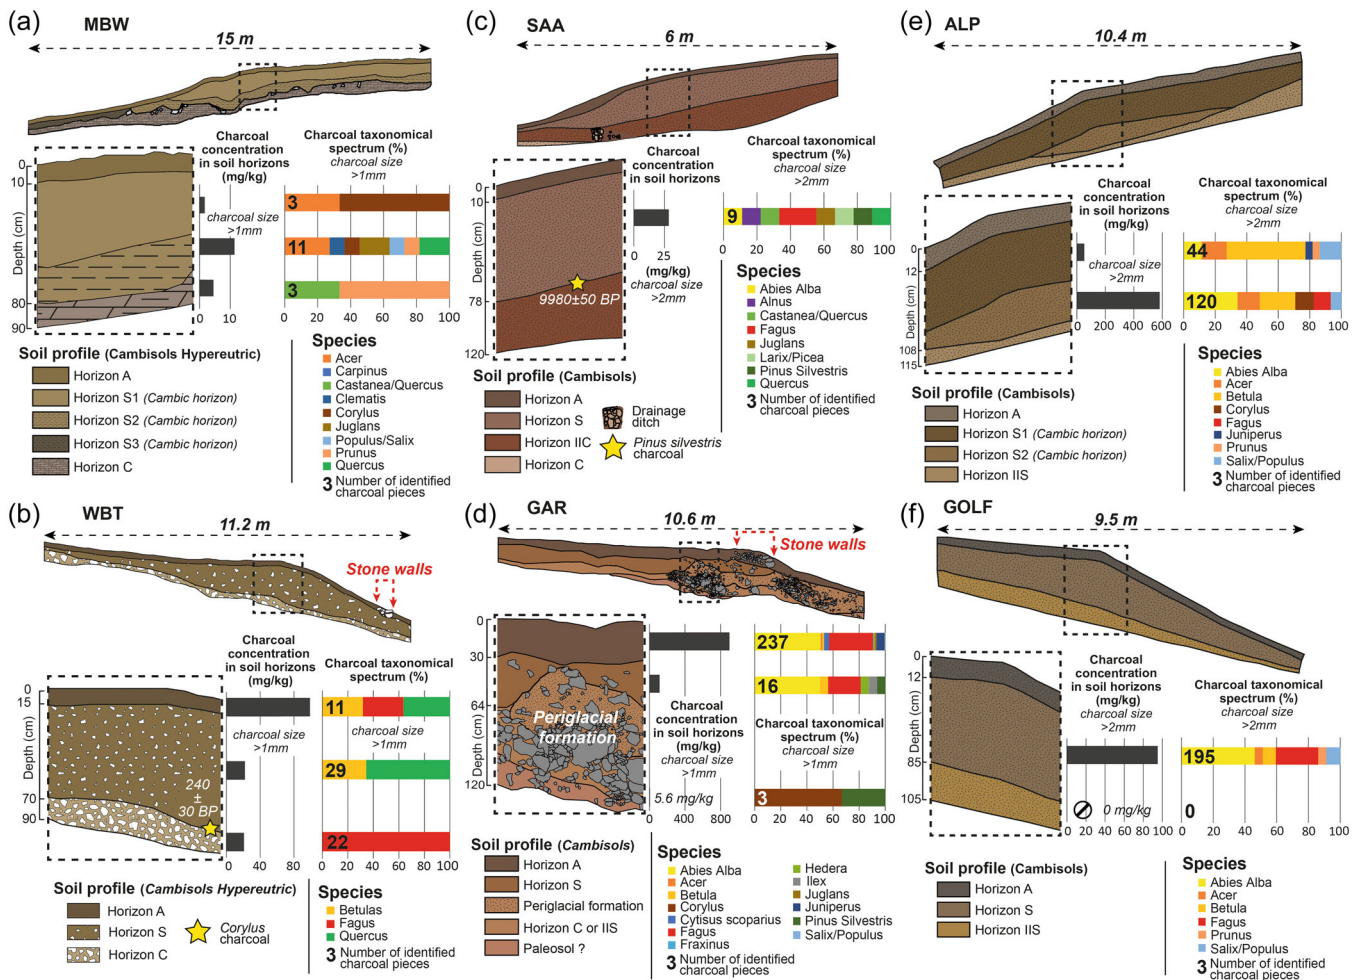 (a) MBW
15 m
Charcoal
concentration
in soil horizons
(mg/kg)
Charcoal taxonomical
spectrum (%)
charcoal size
>1mm
0
10
80
90
Depth (cm)
charcoal size
>1mm
0
10
3
11
3
0 20 40 60 80 100
Soil profile (Cambisols Hypereutric)
Horizon A
Horizon S1 (Cambic horizon)
Horizon S2 (Cambic horizon)
Horizon S3 (Cambic horizon)
Horizon C
Species
Acer
Carpinus
Castanea/Quercus
Clematis
Corylus
Juglans
Populus/Salix
Prunus
Quercus
3 Number of identified
charcoal pieces
(b) WBT
11.2 m
Stone walls
Charcoal
concentration
in soil horizons
(mg/kg)
Charcoal taxonomical
spectrum (%)
charcoal size
>1mm
charcoal size
>1mm
0
15
70
90
Depth (cm)
240
±
30 BP
0 40 80
11
29
22
0 20 40 60 80 100
Soil profile (Cambisols Hypereutric)
Horizon A
Horizon S
Horizon C
Corylus
charcoal
Species
Betulas
Fagus
Quercus
3 Number of identified
charcoal pieces
(c) SAA
6 m
Charcoal
concentration
in soil horizons
Charcoal taxonomical
spectrum (%)
charcoal size
>2mm
0
10
78
120
Depth (cm)
9980±50 BP
0 25
(mg/kg)
charcoal size
>2mm
9
0 20 40 60 80 100
Soil profile (Cambisols)
Horizon A
Horizon S
Horizon IIC
Horizon C
Drainage
ditch
Pinus silvestris
charcoal
Species
Abies Alba
Alnus
Castanea/Quercus
Fagus
Juglans
Larix/Picea
Pinus Silvestris
Quercus
3 Number of identified
charcoal pieces
(d) GAR
10.6 m
Stone walls
0
30
64
120
Depth (cm)
Periglacial
formation
0 200 400 600 800
Charcoal
concentration
in soil horizons
(mg/kg)
charcoal size
>1mm
5.6 mg/kg
237
16
Charcoal taxonomical
spectrum (%)
charcoal size
>1mm
3
0 20 40 60 80 100
Soil profile (Cambisols)
Horizon A
Horizon S
Periglacial formation
Horizon C or IIS
Paleosol ?
Species
Abies Alba
Acer
Betula
Corylus
Cytisus scoparius
Fagus
Fraxinus
Hedera
Ilex
Juglans
Juniperus
Pinus Silvestris
Salix/Populus
3 Number of identified
charcoal pieces
(e) ALP
10.4 m
Charcoal
concentration
in soil horizons
(mg/kg)
charcoal size
>2mm
Charcoal taxonomical
spectrum (%)
charcoal size
>2mm
0
12
108
115
Depth (cm)
0 200 400 600
44
120
0 20 40 60 80 100
Soil profile (Cambisols)
Horizon A
Horizon S1 (Cambic horizon)
Horizon S2 (Cambic horizon)
Horizon IIS
Species
Abies Alba
Acer
Betula
Corylus
Fagus
Juniperus
Prunus
Salix/Populus
3 Number of identified
charcoal pieces
(f) GOLF
9.5 m
Charcoal
concentration
in soil horizons
(mg/kg)
charcoal size
>2mm
Charcoal taxonomical
spectrum (%)
charcoal size
>2mm
0
12
85
105
Depth (cm)
0 mg/kg
0 20 40 60 80 100
195
0
0 20 40 60 80 100
Soil profile (Cambisols)
Horizon A
Horizon S
Horizon IIS
Species
Abies Alba
Acer
Betula
Fagus
Prunus
Salix/Populus
3 Number of identified
charcoal pieces